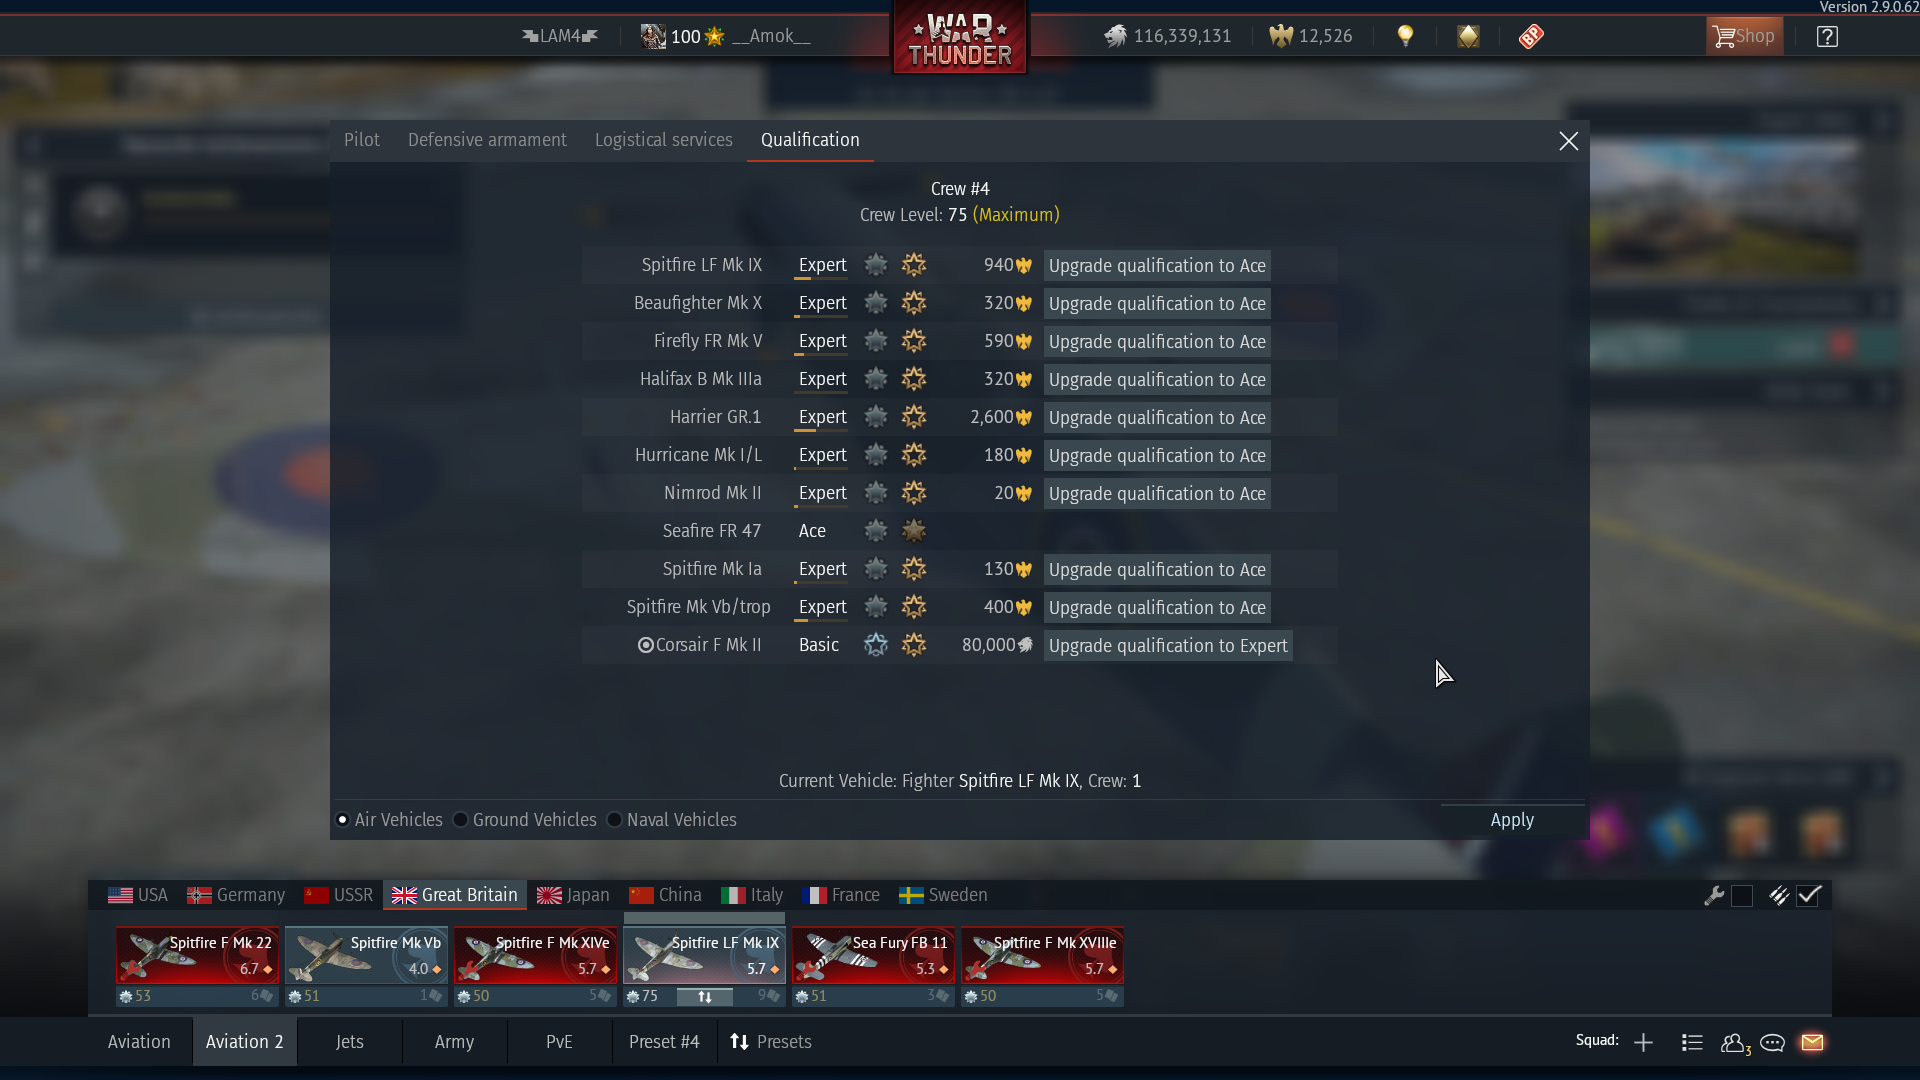 Version 2.9.0.62
LAM4
100 __Amok__
WAR THUNDER
116,339,131
12,526
BP
Shop
Pilot Defensive armament Logistical services Qualification
Crew #4
Crew Level: 75 (Maximum)
Spitfire LF Mk IX Expert 940 Upgrade qualification to Ace
Beaufighter Mk X Expert 320 Upgrade qualification to Ace
Firefly FR Mk V Expert 590 Upgrade qualification to Ace
Halifax B Mk IIIa Expert 320 Upgrade qualification to Ace
Harrier GR.1 Expert 2,600 Upgrade qualification to Ace
Hurricane Mk I/L Expert 180 Upgrade qualification to Ace
Nimrod Mk II Expert 20 Upgrade qualification to Ace
Seafire FR 47 Ace
Spitfire Mk Ia Expert 130 Upgrade qualification to Ace
Spitfire Mk Vb/trop Expert 400 Upgrade qualification to Ace
Corsair F Mk II Basic 80,000 Upgrade qualification to Expert
Current Vehicle: Fighter Spitfire LF Mk IX, Crew: 1
Air Vehicles Ground Vehicles Naval Vehicles Apply
USA Germany USSR Great Britain Japan China Italy France Sweden
Spitfire F Mk 22 Spitfire Mk Vb Spitfire F Mk XIVe Spitfire LF Mk IX Sea Fury FB 11 Spitfire F Mk XVIIIe
6.7 4.0 5.7 5.7 5.3 5.7
53 6 51 1 50 5 75 9 51 3 50 5
Aviation Aviation 2 Jets Army PvE Preset #4 Presets Squad: 3